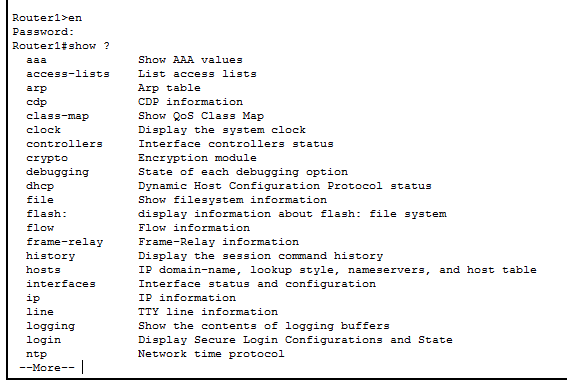 Router1>en
Password:
Router1#show ?
  aaa             Show AAA values
  access-lists    List access lists
  arp             Arp table
  cdp             CDP information
  class-map       Show QoS Class Map
  clock           Display the system clock
  controllers     Interface controllers status
  crypto          Encryption module
  debugging       State of each debugging option
  dhcp            Dynamic Host Configuration Protocol status
  file            Show filesystem information
  flash:          display information about flash: file system
  flow            Flow information
  frame-relay     Frame-Relay information
  history         Display the session command history
  hosts           IP domain-name, lookup style, nameservers, and host table
  interfaces      Interface status and configuration
  ip              IP information
  line            TTY line information
  logging         Show the contents of logging buffers
  login           Display Secure Login Configurations and State
  ntp             Network time protocol
 --More--